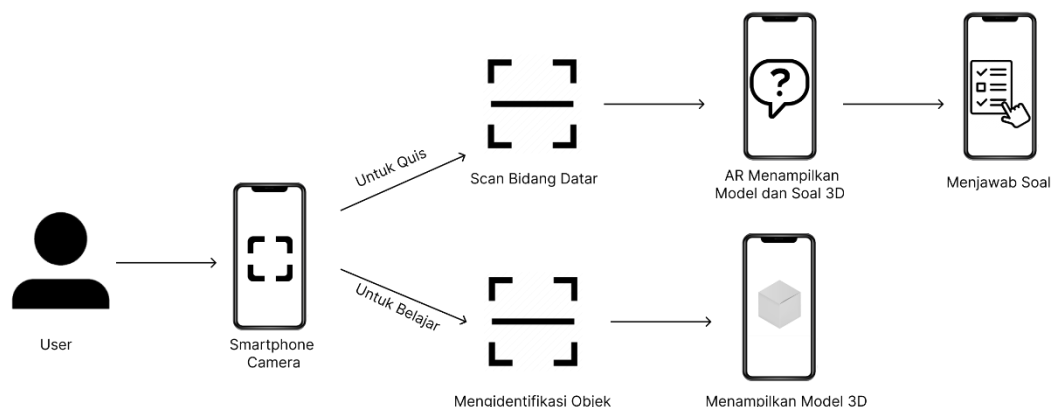 Untuk Quis
Scan Bidang Datar
AR Menampilkan
Model dan Soal 3D
Menjawab Soal
User
Smartphone
Camera
Untuk Belajar
Mengidentifikasi Objek
Menampilkan Model 3D
?